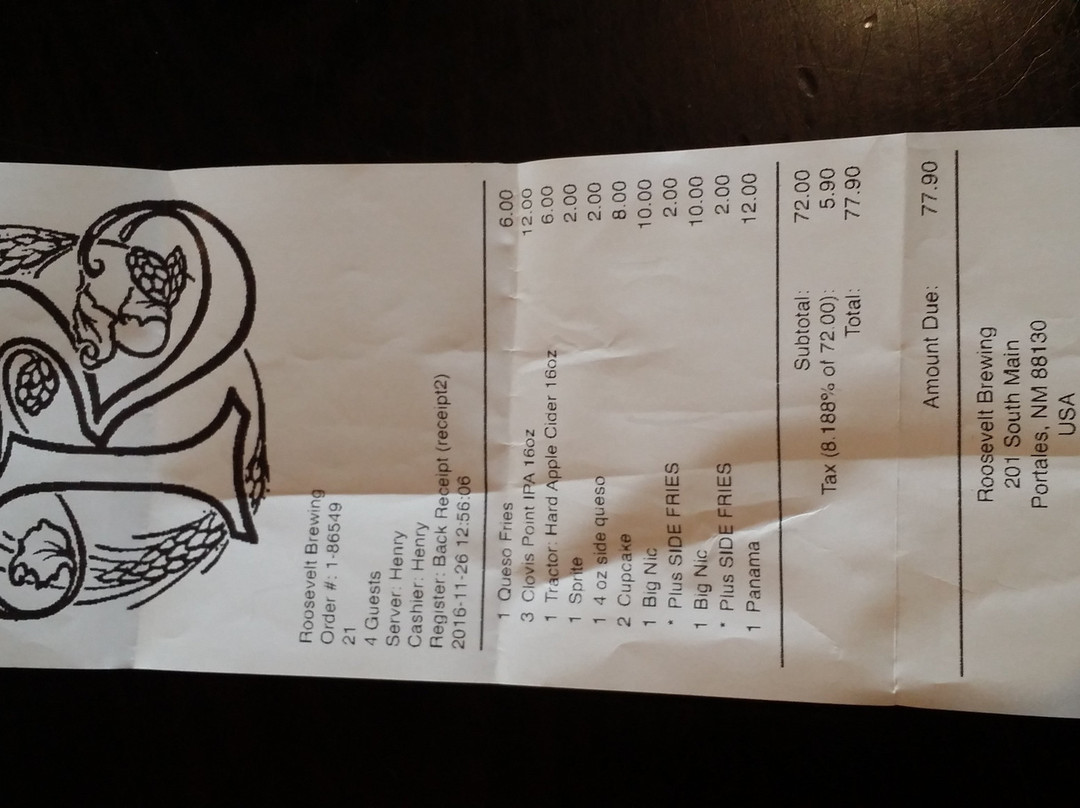 Roosevelt Brewing
Order #: 1-86549
21
4 Guests
Server: Henry
Cashier: Henry
Register: Back Receipt (receipt2)
2016-11-26 12:56:06
1 Queso Fries 6.00
3 Clovis Point IPA 16oz 12.00
1 Tractor: Hard Apple Cider 16oz 6.00
1 Sprite 2.00
1 4 oz side queso 2.00
2 Cupcake 8.00
1 Big Nic 10.00
* Plus SIDE FRIES 2.00
1 Big Nic 10.00
* Plus SIDE FRIES 2.00
1 Panama 12.00
Subtotal: 72.00
Tax (8.188% of 72.00): 5.90
Total: 77.90
Amount Due: 77.90
Roosevelt Brewing
201 South Main
Portales, NM 88130
USA